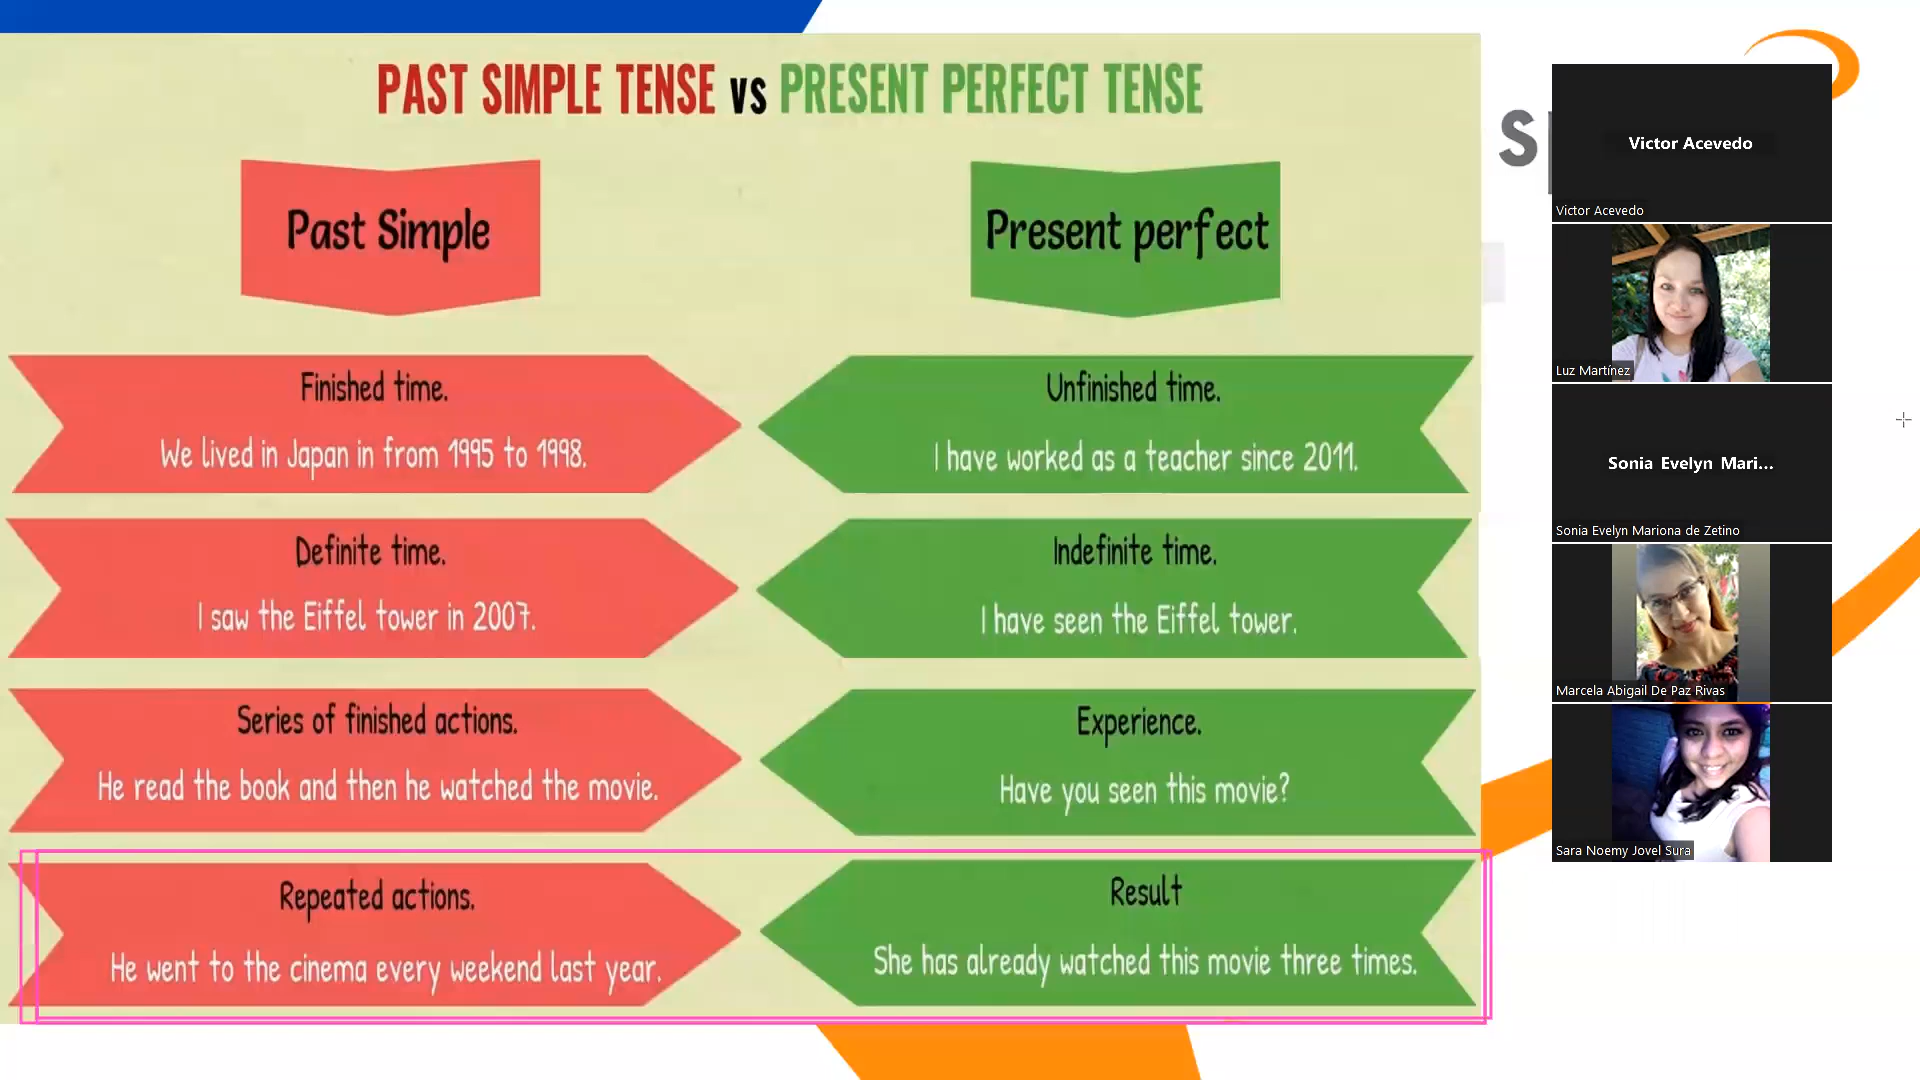 PAST SIMPLE TENSE vs PRESENT PERFECT TENSE
Past Simple
Present perfect
Finished time.
We lived in Japan in from 1995 to 1998.
Unfinished time.
I have worked as a teacher since 2011.
Definite time.
I saw the Eiffel tower in 2007.
Indefinite time.
I have seen the Eiffel tower.
Series of finished actions.
He read the book and then he watched the movie.
Experience.
Have you seen this movie?
Repeated actions.
He went to the cinema every weekend last year.
Result
She has already watched this movie three times.
S
Victor Acevedo
Victor Acevedo
Luz Martínez
Sonia Evelyn Mari...
Sonia Evelyn Mariona de Zetino
Marcela Abigail De Paz Rivas
Sara Noemy Jovel Sura